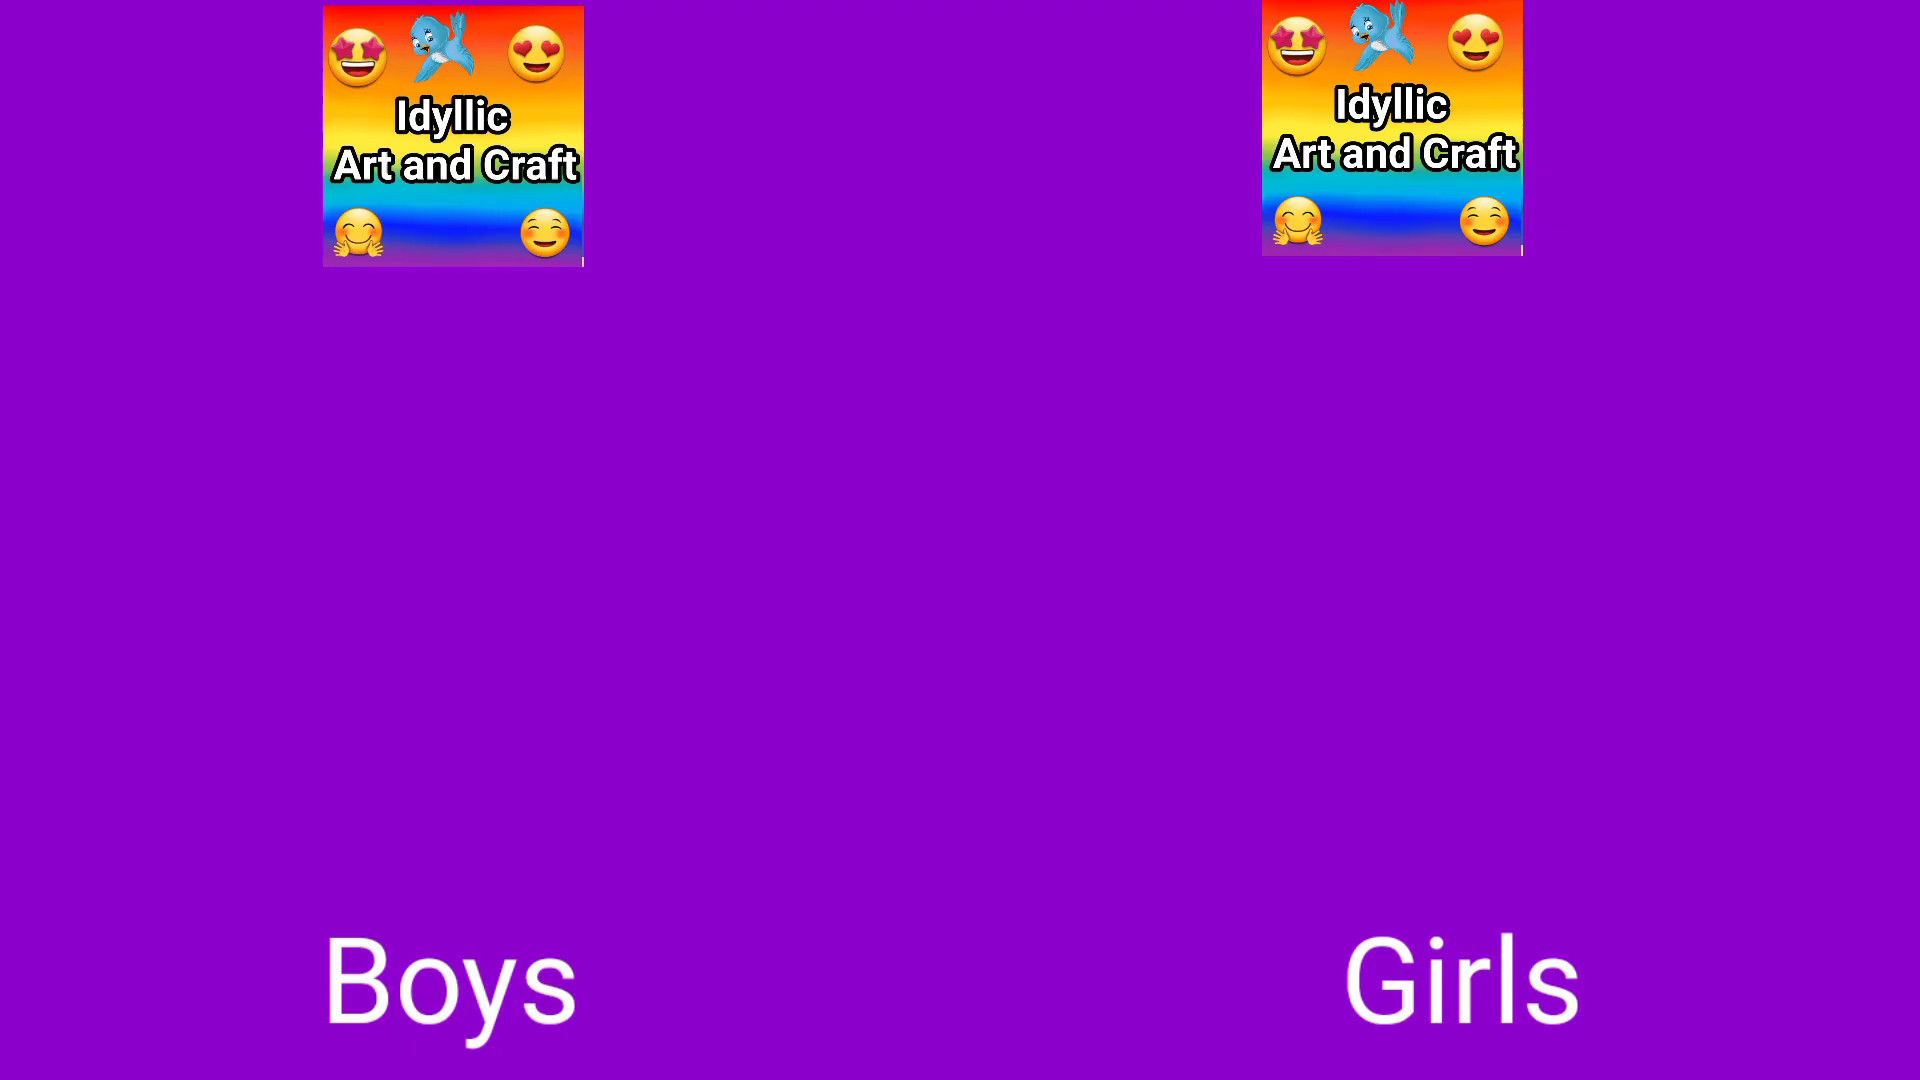 Idyllic
Art and Craft
Idyllic
Art and Craft
Boys
Girls